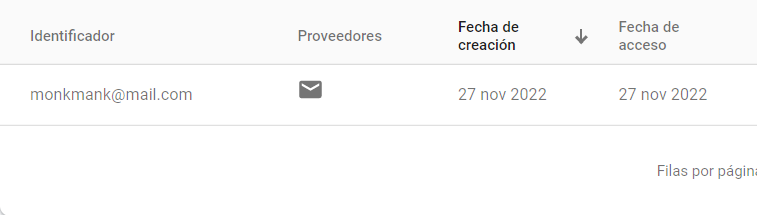 Identificador
Proveedores
Fecha de
creación
Fecha de
acceso
monkmank@mail.com
27 nov 2022
27 nov 2022
Filas por página